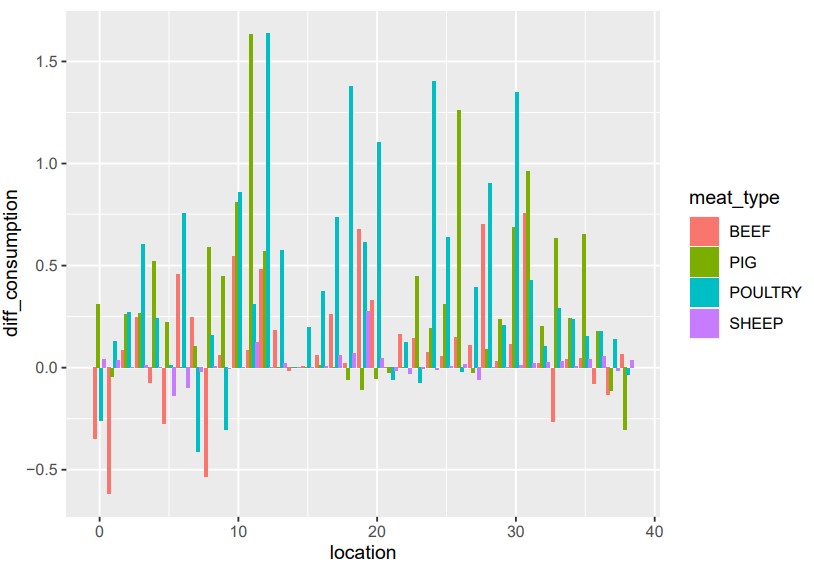 1.5
1.0
0.5
0.0
−0.5
diff_consumption
0
10
20
30
40
location
meat_type
BEEF
PIG
POULTRY
SHEEP